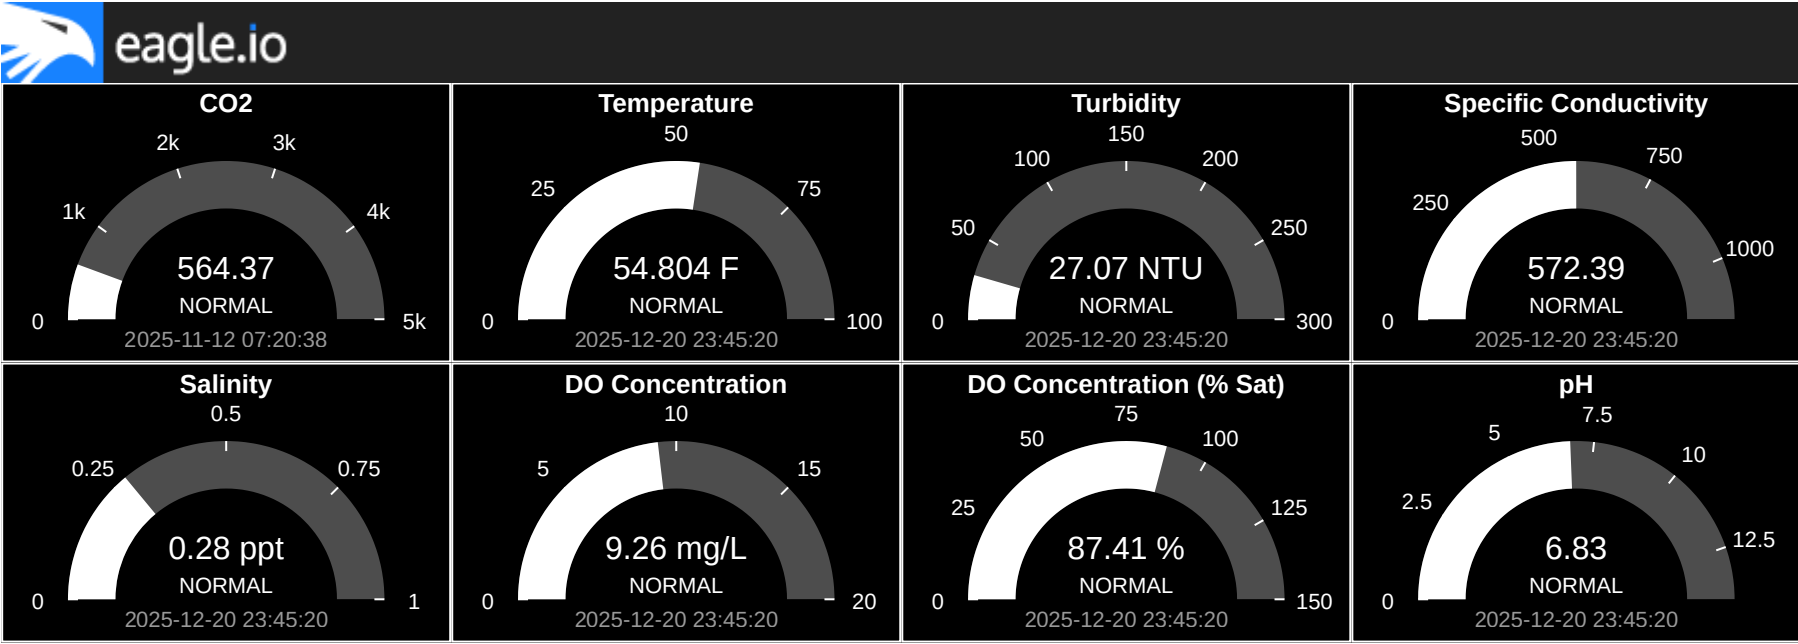 eagle.io
CO2
0
1k
2k
3k
4k
5k
564.37
NORMAL
2025-11-12 07:20:38
Temperature
0
25
50
75
100
54.804 F
NORMAL
2025-12-20 23:45:20
Turbidity
0
50
100
150
200
250
300
27.07 NTU
NORMAL
2025-12-20 23:45:20
Specific Conductivity
0
250
500
750
1000
572.39
NORMAL
2025-12-20 23:45:20
Salinity
0
0.25
0.5
0.75
1
0.28 ppt
NORMAL
2025-12-20 23:45:20
DO Concentration
0
5
10
15
20
9.26 mg/L
NORMAL
2025-12-20 23:45:20
DO Concentration (% Sat)
0
25
50
75
100
125
150
87.41 %
NORMAL
2025-12-20 23:45:20
pH
0
2.5
5
7.5
10
12.5
6.83
NORMAL
2025-12-20 23:45:20